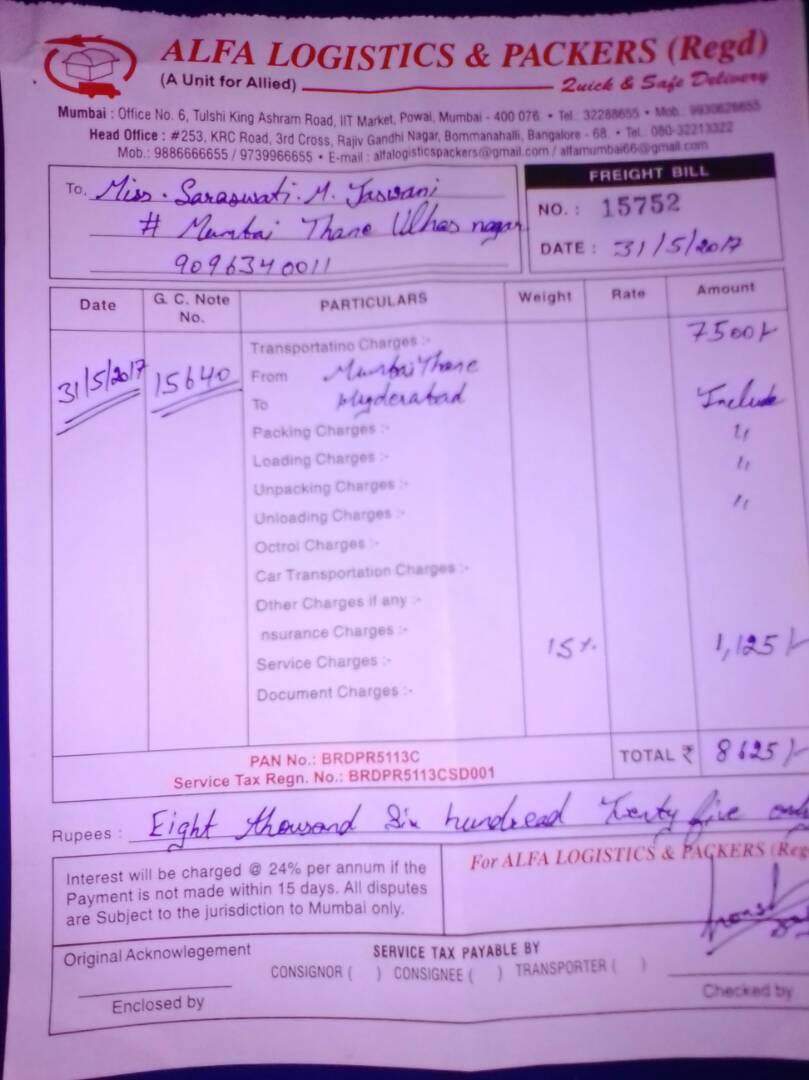 ALFA LOGISTICS & PACKERS (Regd)
(A Unit for Allied)
Quick & Safe Delivery
Mumbai : Office No. 6, Tulshi King Ashram Road, IIT Market, Powai, Mumbai - 400 076. • Tel. 32288655 • Mob.
Head Office : #253, KRC Road, 3rd Cross, Rajiv Gandhi Nagar, Bommanahalli, Bangalore - 68. • Tel. 080-32213322
Mob.: 9886666655 / 9739966655 • E-mail : alfalogisticspackers@gmail.com / alfamumbai66@gmail.com
To, Miss. Saraswati. M. Jaswani
# Mumbai Thane Ulhas nagar
9096340011
FREIGHT BILL
NO. : 15752
DATE : 31/5/2017
Date G. C. Note No. PARTICULARS Weight Rate Amount
Transportatino Charges :- 7500/-
31/5/2017 15640 From Mumbai Thane
To Hyderabad Include
Packing Charges :- "
Loading Charges :- "
Unpacking Charges :- "
Unloading Charges :-
Octroi Charges :-
Car Transportation Charges :-
Other Charges if any :-
nsurance Charges :-
Service Charges :- 15% 1,125/-
Document Charges :-
PAN No.: BRDPR5113C
Service Tax Regn. No.: BRDPR5113CSD001
TOTAL ₹ 8625/-
Rupees : Eight thousand Six hundread Twenty five only
Interest will be charged @ 24% per annum if the
Payment is not made within 15 days. All disputes
are Subject to the jurisdiction to Mumbai only.
For ALFA LOGISTICS & PACKERS (Reg
Original Acknowlegement
SERVICE TAX PAYABLE BY
CONSIGNOR ( ) CONSIGNEE ( ) TRANSPORTER ( )
Enclosed by
Checked by